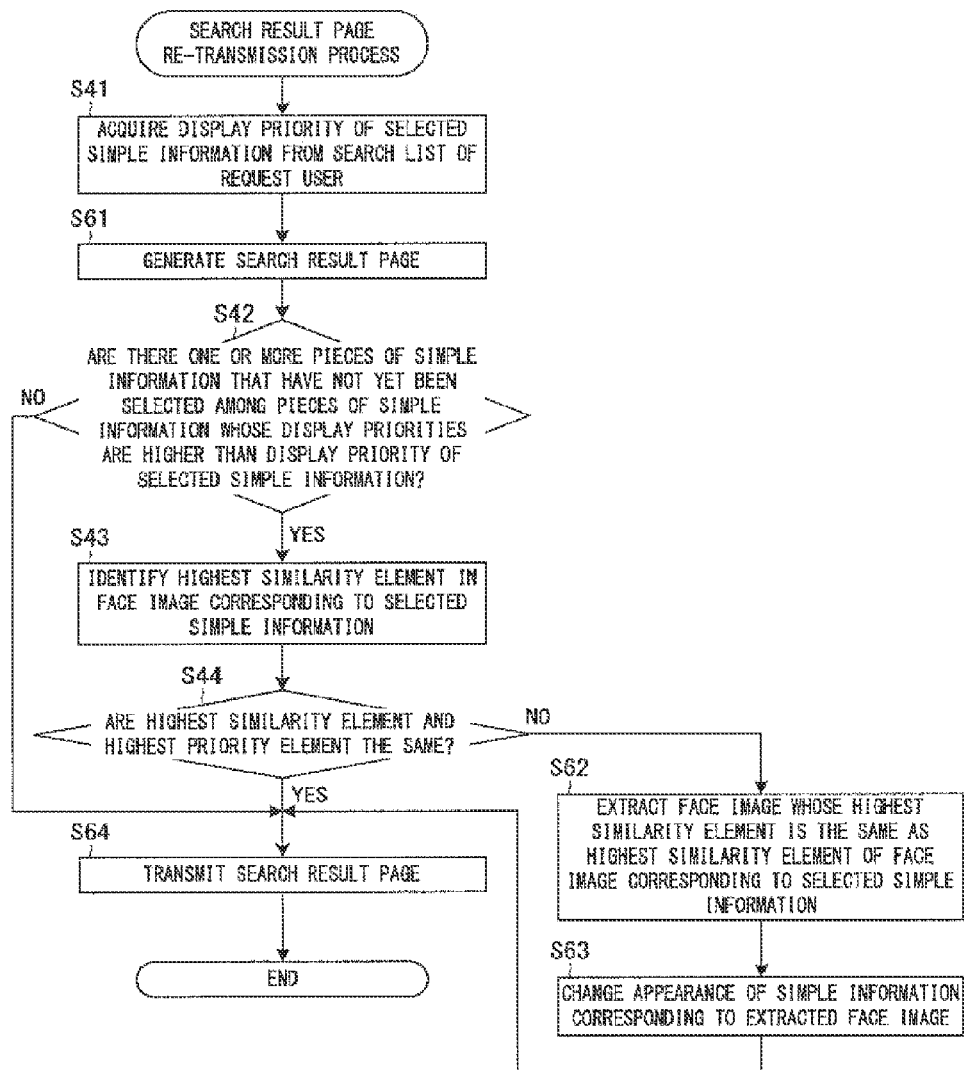 SEARCH RESULT PAGE
RE-TRANSMISSION PROCESS
S41
ACQUIRE DISPLAY PRIORITY OF SELECTED
SIMPLE INFORMATION FROM SEARCH LIST OF
REQUEST USER
S61
GENERATE SEARCH RESULT PAGE
S42
ARE THERE ONE OR MORE PIECES OF SIMPLE
INFORMATION THAT HAVE NOT YET BEEN
SELECTED AMONG PIECES OF SIMPLE
INFORMATION WHOSE DISPLAY PRIORITIES
ARE HIGHER THAN DISPLAY PRIORITY OF
SELECTED SIMPLE INFORMATION?
NO
YES
S43
IDENTIFY HIGHEST SIMILARITY ELEMENT IN
FACE IMAGE CORRESPONDING TO SELECTED
SIMPLE INFORMATION
S44
ARE HIGHEST SIMILARITY ELEMENT AND
HIGHEST PRIORITY ELEMENT THE SAME?
NO
YES
S62
EXTRACT FACE IMAGE WHOSE HIGHEST
SIMILARITY ELEMENT IS THE SAME AS
HIGHEST SIMILARITY ELEMENT OF FACE
IMAGE CORRESPONDING TO SELECTED SIMPLE
INFORMATION
S63
CHANGE APPEARANCE OF SIMPLE INFORMATION
CORRESPONDING TO EXTRACTED FACE IMAGE
S64
TRANSMIT SEARCH RESULT PAGE
END